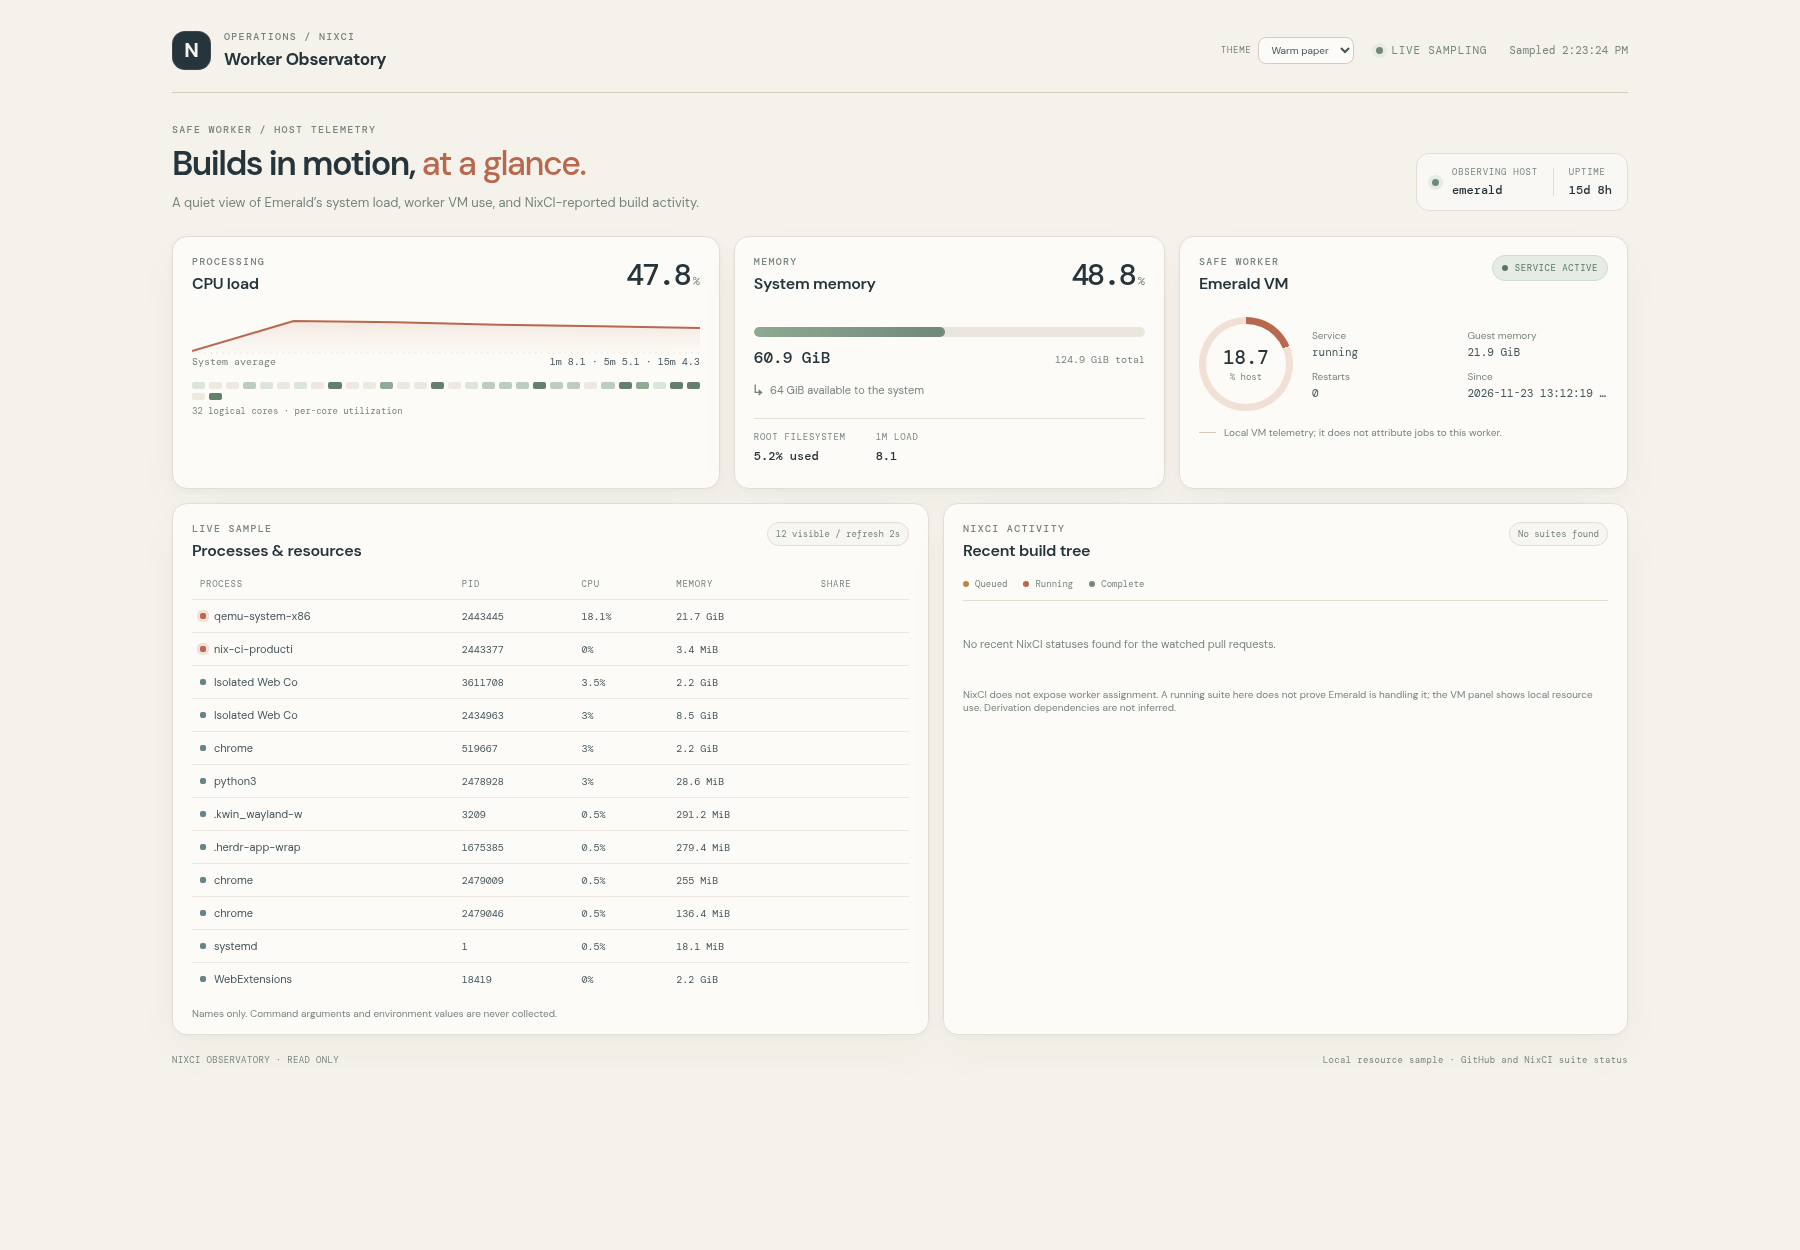 N
OPERATIONS / NIXCI
Worker Observatory
THEME
Warm paper
LIVE SAMPLING
Sampled 2:23:24 PM
SAFE WORKER / HOST TELEMETRY
Builds in motion, at a glance.
A quiet view of Emerald's system load, worker VM use, and NixCI-reported build activity.
OBSERVING HOST
emerald
UPTIME
15d 8h
PROCESSING
CPU load
47.8%
System average
1m 8.1 · 5m 5.1 · 15m 4.3
32 logical cores · per-core utilization
MEMORY
System memory
48.8%
60.9 GiB
124.9 GiB total
↳ 64 GiB available to the system
ROOT FILESYSTEM
5.2% used
1M LOAD
8.1
SAFE WORKER
Emerald VM
SERVICE ACTIVE
18.7
% host
Service
running
Guest memory
21.9 GiB
Restarts
0
Since
2026-11-23 13:12:19 …
Local VM telemetry; it does not attribute jobs to this worker.
LIVE SAMPLE
Processes & resources
12 visible / refresh 2s
PROCESS PID CPU MEMORY SHARE
qemu-system-x86 2443445 18.1% 21.7 GiB
nix-ci-producti 2443377 0% 3.4 MiB
Isolated Web Co 3611708 3.5% 2.2 GiB
Isolated Web Co 2434963 3% 8.5 GiB
chrome 519667 3% 2.2 GiB
python3 2478928 3% 28.6 MiB
.kwin_wayland-w 3209 0.5% 291.2 MiB
.herdr-app-wrap 1675385 0.5% 279.4 MiB
chrome 2479009 0.5% 255 MiB
chrome 2479046 0.5% 136.4 MiB
systemd 1 0.5% 18.1 MiB
WebExtensions 18419 0% 2.2 GiB
Names only. Command arguments and environment values are never collected.
NIXCI ACTIVITY
Recent build tree
No suites found
Queued Running Complete
No recent NixCI statuses found for the watched pull requests.
NixCI does not expose worker assignment. A running suite here does not prove Emerald is handling it; the VM panel shows local resource
use. Derivation dependencies are not inferred.
NIXCI OBSERVATORY · READ ONLY
Local resource sample · GitHub and NixCI suite status